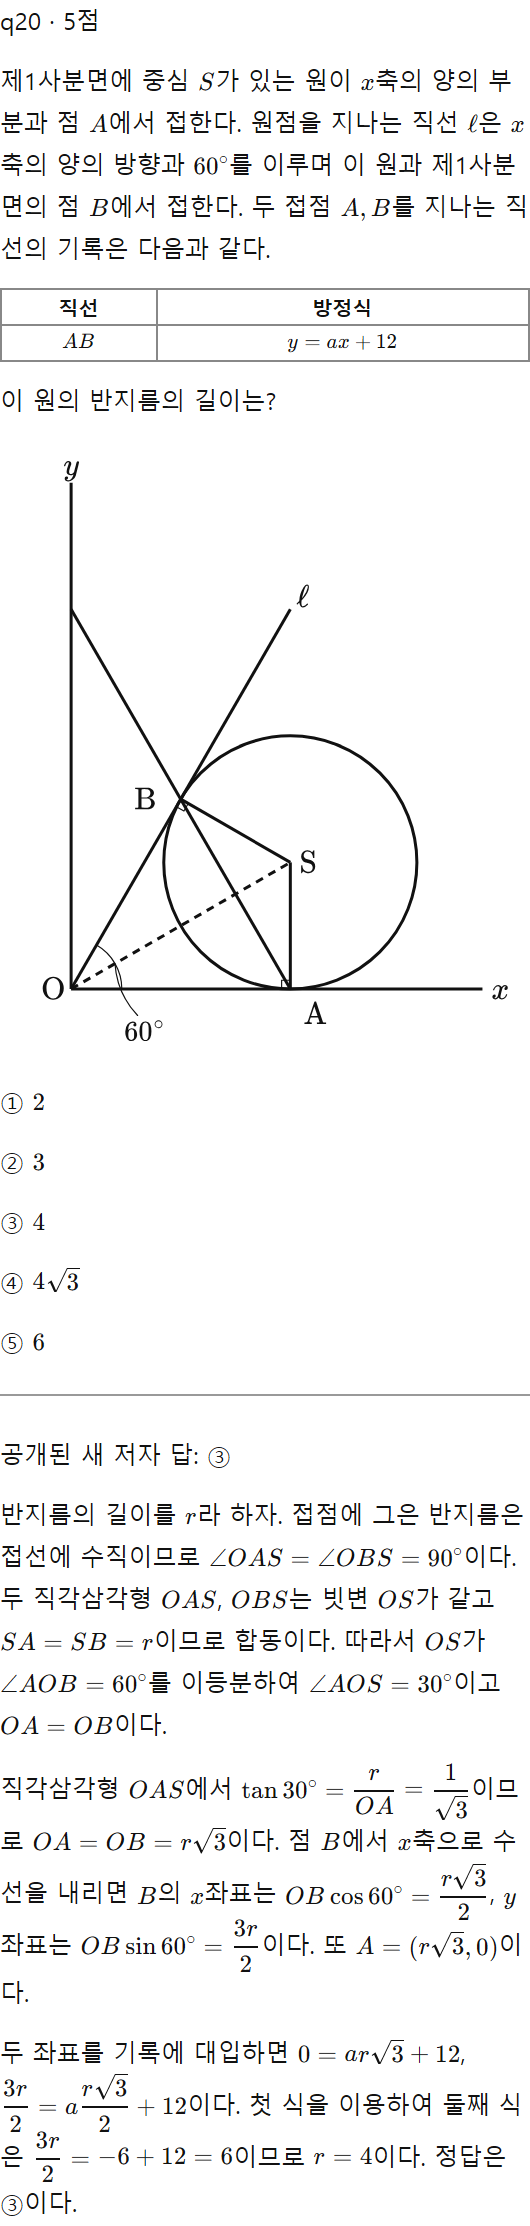 q20 · 5점
제1사분면에 중심 S가 있는 원이 x축의 양의 부
분과 점 A에서 접한다. 원점을 지나는 직선 ℓ은 x
축의 양의 방향과 60°를 이루며 이 원과 제1사분
면의 점 B에서 접한다. 두 접점 A, B를 지나는 직
선의 기록은 다음과 같다.
직선 방정식
AB y = ax + 12
이 원의 반지름의 길이는?
y
ℓ
B
S
O
A
x
60°
① 2
② 3
③ 4
④ 4√3
⑤ 6
공개된 새 저자 답: ③
반지름의 길이를 r라 하자. 접점에 그은 반지름은
접선에 수직이므로 ∠OAS = ∠OBS = 90°이다.
두 직각삼각형 OAS, OBS는 빗변 OS가 같고
SA = SB = r이므로 합동이다. 따라서 OS가
∠AOB = 60°를 이등분하여 ∠AOS = 30°이고
OA = OB이다.
직각삼각형 OAS에서 tan 30° = r/OA = 1/√3이므
로 OA = OB = r√3이다. 점 B에서 x축으로 수
선을 내리면 B의 x좌표는 OB cos 60° = r√3/2, y
좌표는 OB sin 60° = 3r/2이다. 또 A = (r√3, 0)이
다.
두 좌표를 기록에 대입하면 0 = ar√3 + 12,
3r/2 = a r√3/2 + 12이다. 첫 식을 이용하여 둘째 식
은 3r/2 = −6 + 12 = 6이므로 r = 4이다. 정답은
③이다.